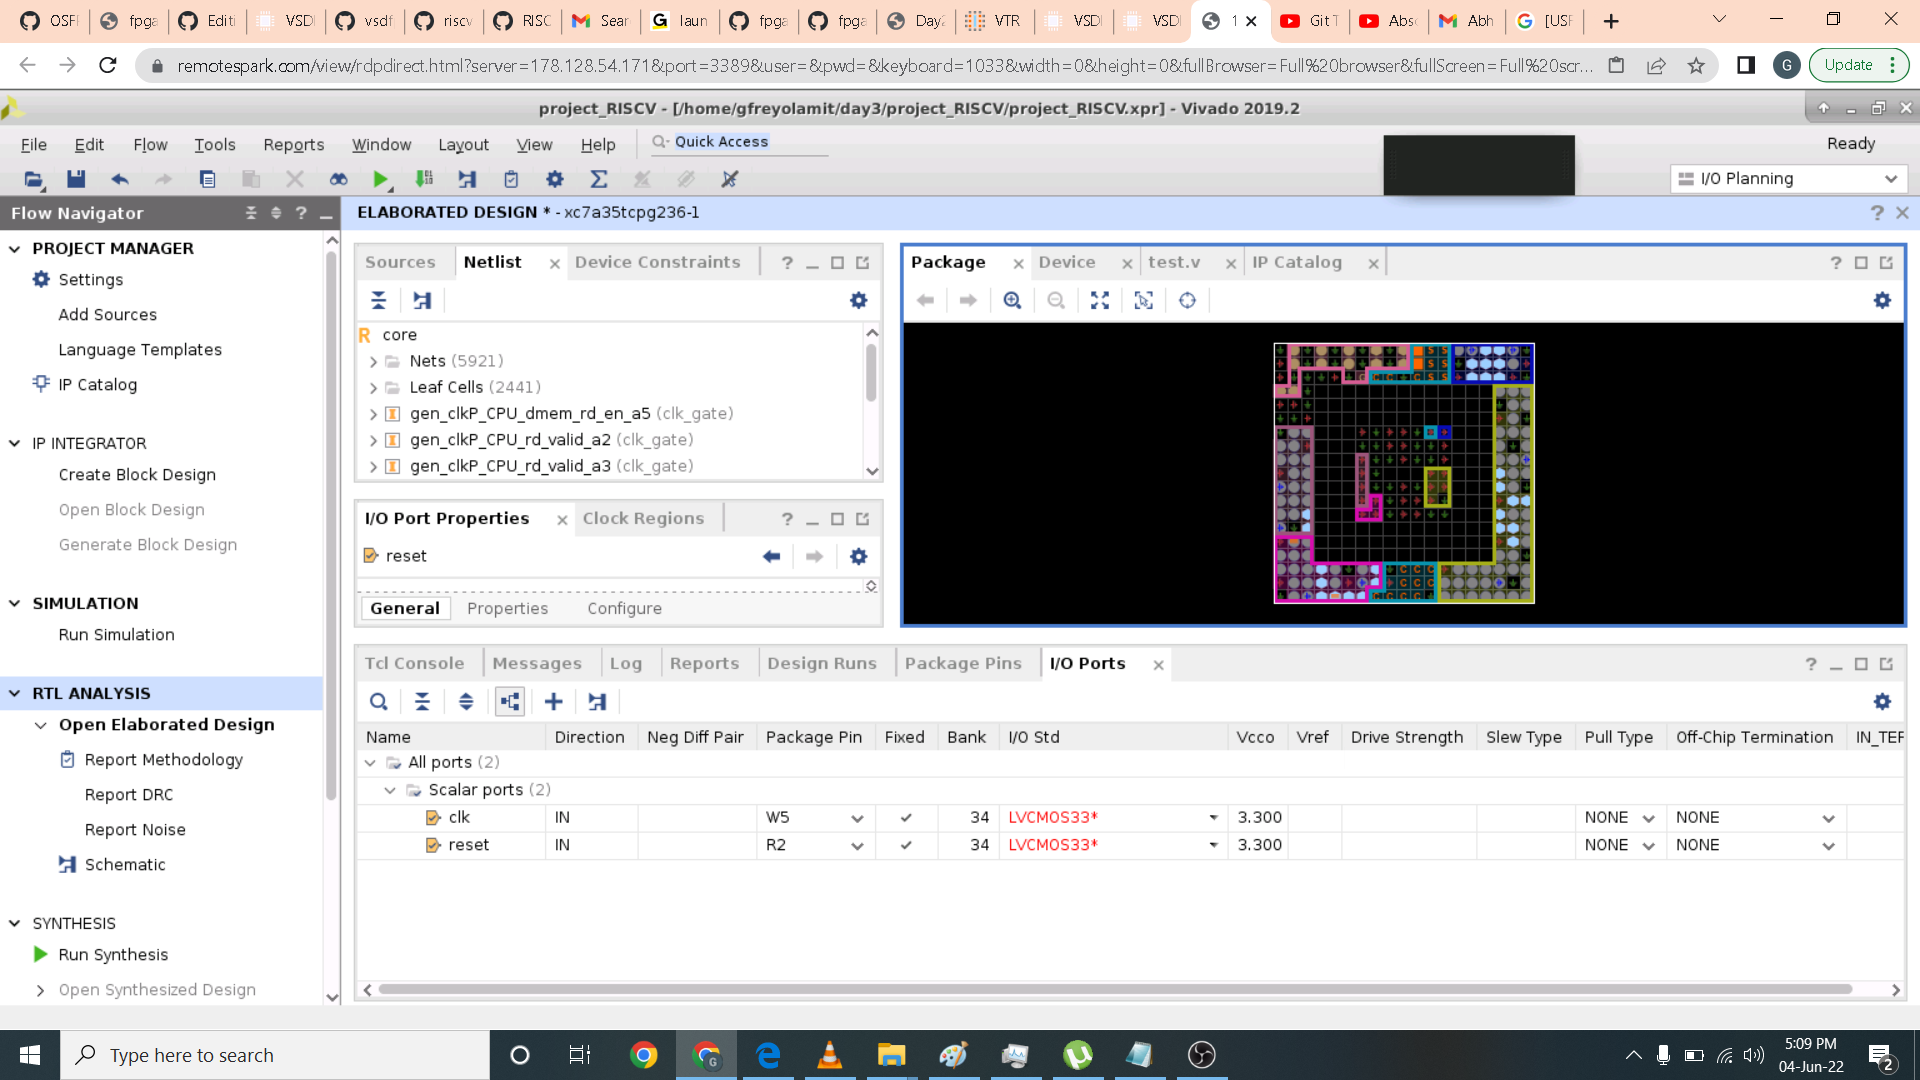 OSF
fpga
Editi
VSDI
vsdf
riscv
RISC
Sear
laun
fpga
fpga
Day2
VTR
VSDI
VSDI
1
Git T
Absc
Abh
[USF
remotespark.com/view/rdpdirect.html?server=178.128.54.171&port=3389&user=&pwd=&keyboard=1033&width=0&height=0&fullBrowser=Full%20browser&fullScreen=Full%20scr...
G
Update
project_RISCV - [/home/gfreyolamit/day3/project_RISCV/project_RISCV.xpr] - Vivado 2019.2
File Edit Flow Tools Reports Window Layout View Help
Quick Access
Ready
I/O Planning
Flow Navigator
PROJECT MANAGER
Settings
Add Sources
Language Templates
IP Catalog
IP INTEGRATOR
Create Block Design
Open Block Design
Generate Block Design
SIMULATION
Run Simulation
RTL ANALYSIS
Open Elaborated Design
Report Methodology
Report DRC
Report Noise
Schematic
SYNTHESIS
Run Synthesis
Open Synthesized Design
ELABORATED DESIGN * - xc7a35tcpg236-1
Sources Netlist Device Constraints
core
Nets (5921)
Leaf Cells (2441)
gen_clkP_CPU_dmem_rd_en_a5 (clk_gate)
gen_clkP_CPU_rd_valid_a2 (clk_gate)
gen_clkP_CPU_rd_valid_a3 (clk_gate)
I/O Port Properties Clock Regions
reset
General Properties Configure
Package Device test.v IP Catalog
Tcl Console Messages Log Reports Design Runs Package Pins I/O Ports
Name Direction Neg Diff Pair Package Pin Fixed Bank I/O Std Vcco Vref Drive Strength Slew Type Pull Type Off-Chip Termination IN_TER
All ports (2)
Scalar ports (2)
clk IN W5 34 LVCMOS33* 3.300 NONE NONE
reset IN R2 34 LVCMOS33* 3.300 NONE NONE
Type here to search
5:09 PM
04-Jun-22
2